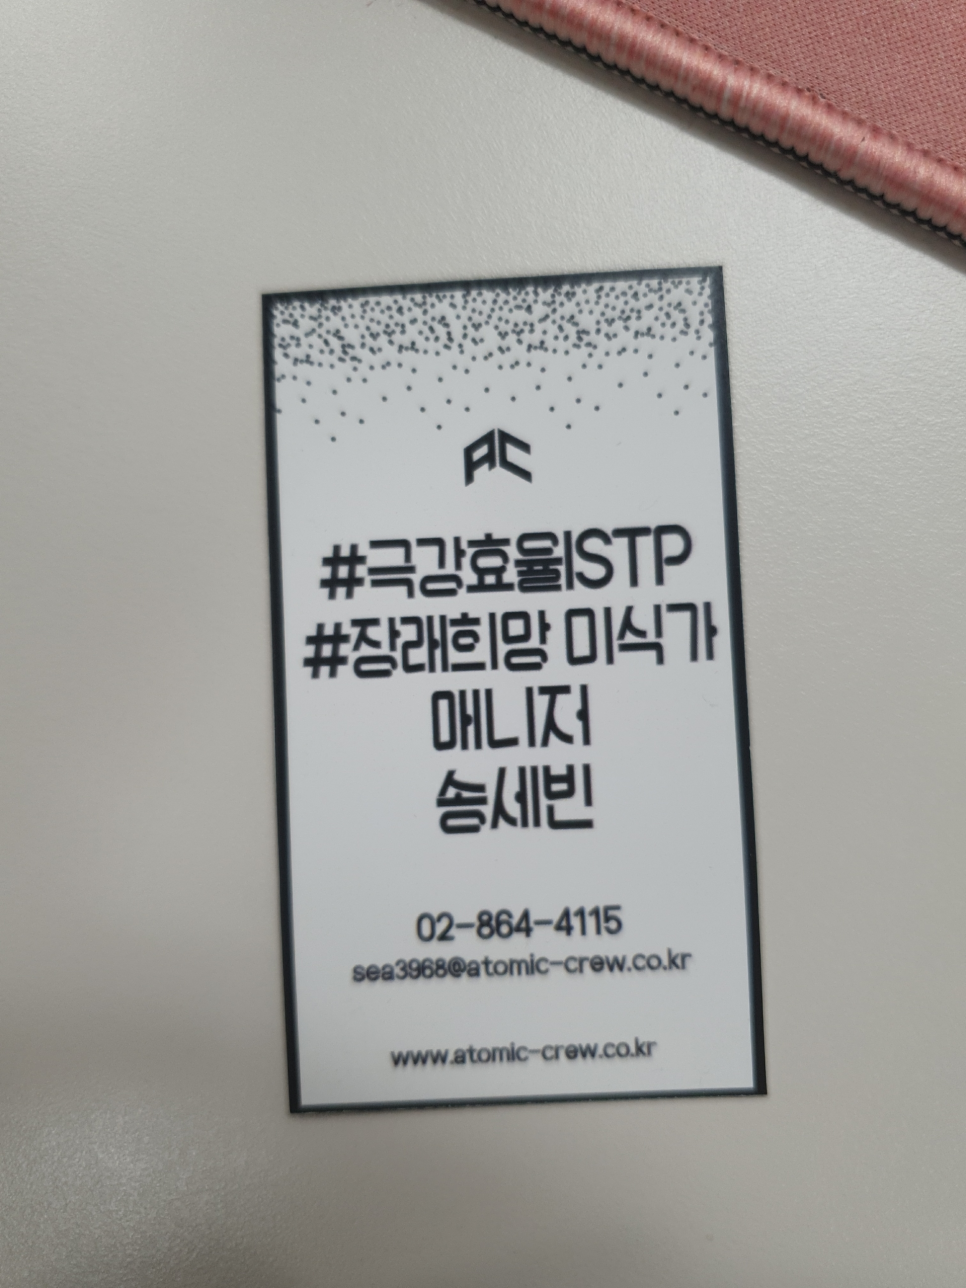 AC
#극강효율ISTP
#장래희망 미식가
매니저
송세빈
02-864-4115
sea3968@atomic-crew.co.kr
www.atomic-crew.co.kr